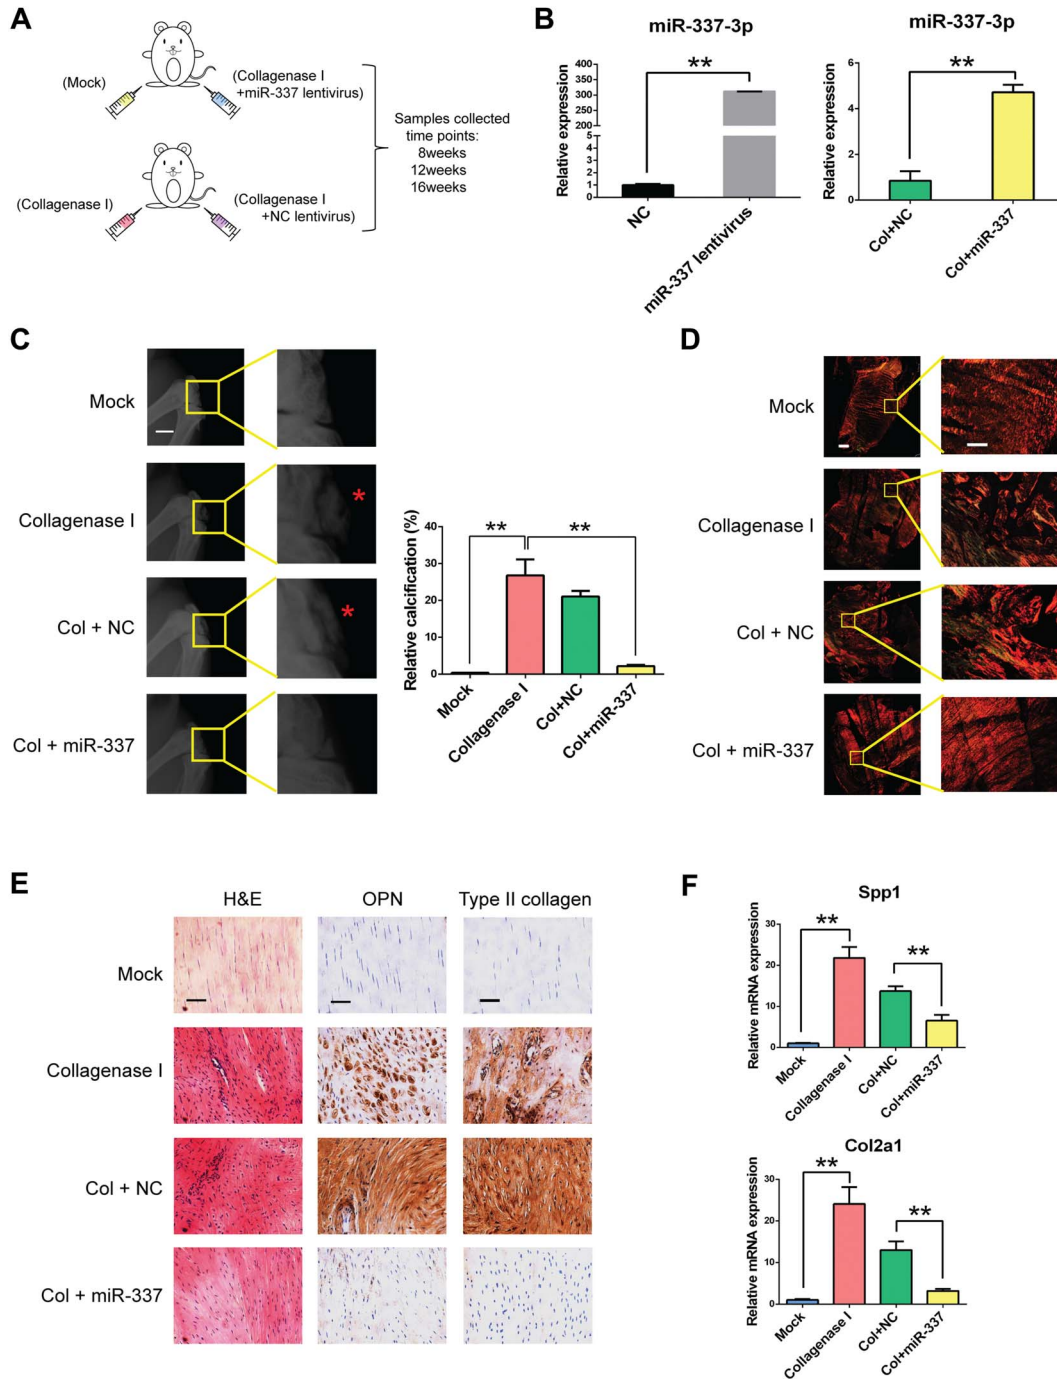 A
(Mock)
(Collagenase I
+miR-337 lentivirus)
(Collagenase I)
(Collagenase I
+NC lentivirus)
Samples collected
time points:
8weeks
12weeks
16weeks
B
miR-337-3p
Relative expression
400
350
300
250
200
5
4
3
2
1
0
**
NC
miR-337 lentivirus
miR-337-3p
Relative expression
6
4
2
0
**
Col+NC
Col+miR-337
C
Mock
Collagenase I
*
Col + NC
*
Col + miR-337
Relative calcification (%)
40
30
20
10
0
**
**
Mock
Collagenase I
Col+NC
Col+miR-337
D
Mock
Collagenase I
Col + NC
Col + miR-337
E
H&E
OPN
Type II collagen
Mock
Collagenase I
Col + NC
Col + miR-337
F
Spp1
Relative mRNA expression
30
20
10
0
**
**
Mock
Collagenase I
Col+NC
Col+miR-337
Col2a1
Relative mRNA expression
30
20
10
0
**
**
Mock
Collagenase I
Col+NC
Col+miR-337